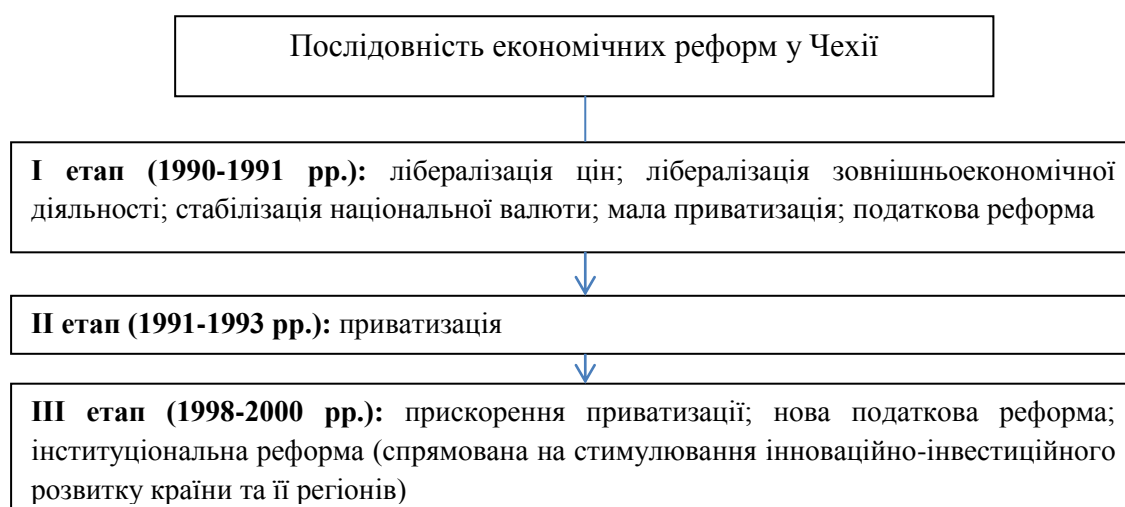 Послідовність економічних реформ у Чехії
І етап (1990-1991 рр.): лібералізація цін; лібералізація зовнішньоекономічної
діяльності; стабілізація національної валюти; мала приватизація; податкова реформа
ІІ етап (1991-1993 рр.): приватизація
ІІІ етап (1998-2000 рр.): прискорення приватизації; нова податкова реформа;
інституціональна реформа (спрямована на стимулювання інноваційно-інвестиційного
розвитку країни та її регіонів)